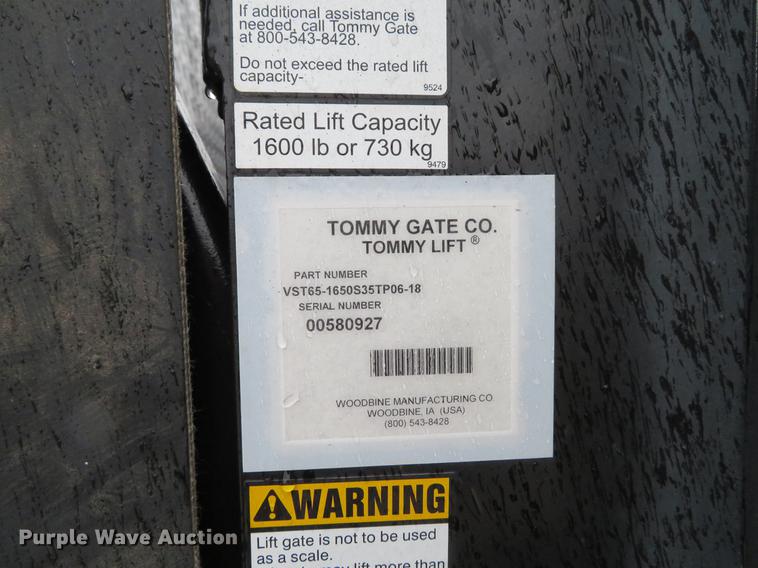 If additional assistance is
needed, call Tommy Gate
at 800-543-8428.
Do not exceed the rated lift
capacity-
9524
Rated Lift Capacity
1600 lb or 730 kg
9479
TOMMY GATE CO.
TOMMY LIFT ®
PART NUMBER
VST65-1650S35TP06-18
SERIAL NUMBER
00580927
WOODBINE MANUFACTURING CO
WOODBINE, IA (USA)
(800) 543-8428
WARNING
Lift gate is not to be used
as a scale.
lift more than
Purple Wave Auction